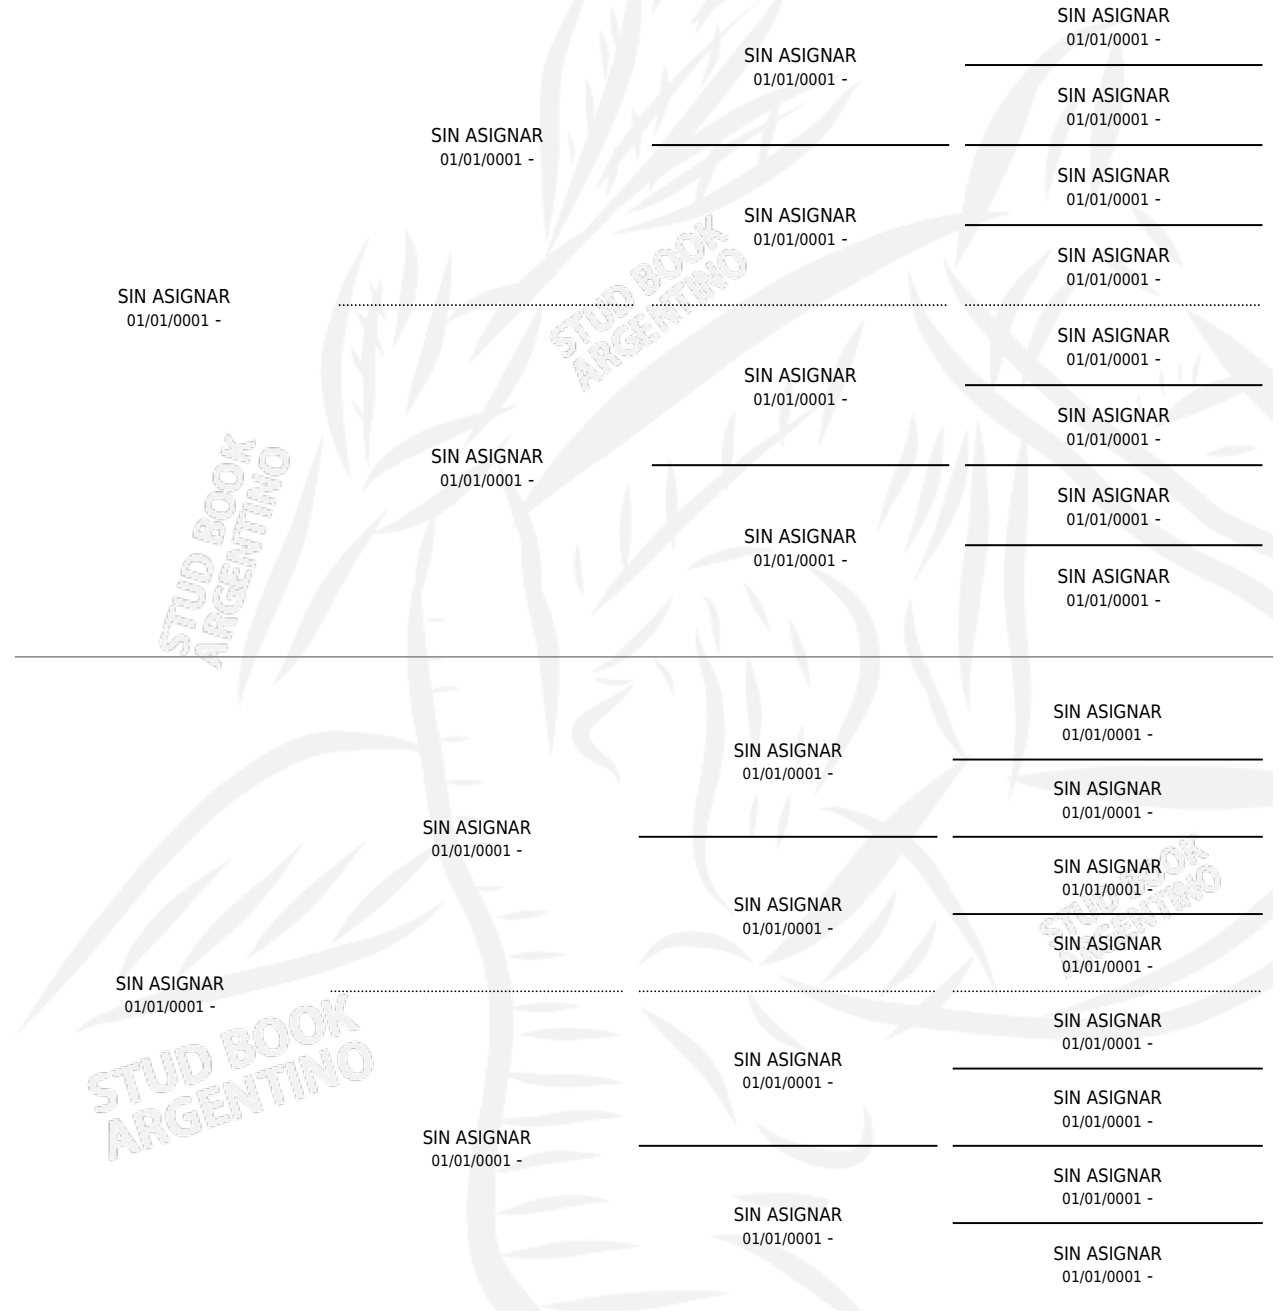 SIN ASIGNAR
01/01/0001 -
SIN ASIGNAR
01/01/0001 -
SIN ASIGNAR
01/01/0001 -
SIN ASIGNAR
01/01/0001 -
SIN ASIGNAR
01/01/0001 -
SIN ASIGNAR
01/01/0001 -
STUD BOOK
ARGENTINO
SIN ASIGNAR
01/01/0001 -
SIN ASIGNAR
01/01/0001 -
SIN ASIGNAR
01/01/0001 -
SIN ASIGNAR
01/01/0001 -
SIN ASIGNAR
01/01/0001 -
STUD BOOK
ARGENTINO
SIN ASIGNAR
01/01/0001 -
SIN ASIGNAR
01/01/0001 -
SIN ASIGNAR
01/01/0001 -
SIN ASIGNAR
01/01/0001 -
SIN ASIGNAR
01/01/0001 -
SIN ASIGNAR
01/01/0001 -
SIN ASIGNAR
01/01/0001 -
SIN ASIGNAR
01/01/0001 -
STUD BOOK
ARGENTINO
SIN ASIGNAR
01/01/0001 -
SIN ASIGNAR
01/01/0001 -
SIN ASIGNAR
01/01/0001 -
SIN ASIGNAR
01/01/0001 -
STUD BOOK
ARGENTINO
SIN ASIGNAR
01/01/0001 -
SIN ASIGNAR
01/01/0001 -
SIN ASIGNAR
01/01/0001 -
SIN ASIGNAR
01/01/0001 -
SIN ASIGNAR
01/01/0001 -
SIN ASIGNAR
01/01/0001 -
SIN ASIGNAR
01/01/0001 -